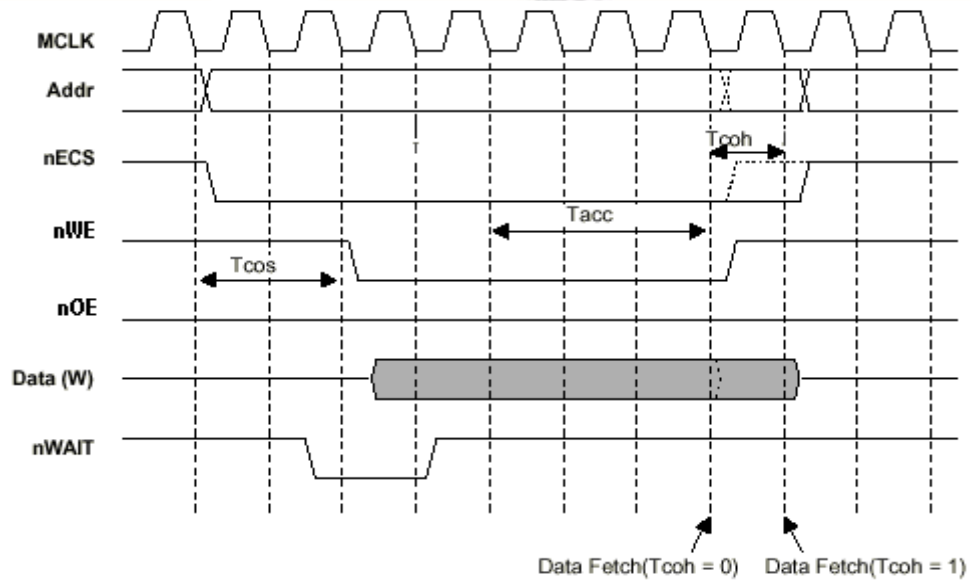 MCLK
Addr
nECS
Tcoh
nWE
Tacc
Tcos
nOE
Data (W)
nWAIT
Data Fetch(Tcoh = 0)
Data Fetch(Tcoh = 1)